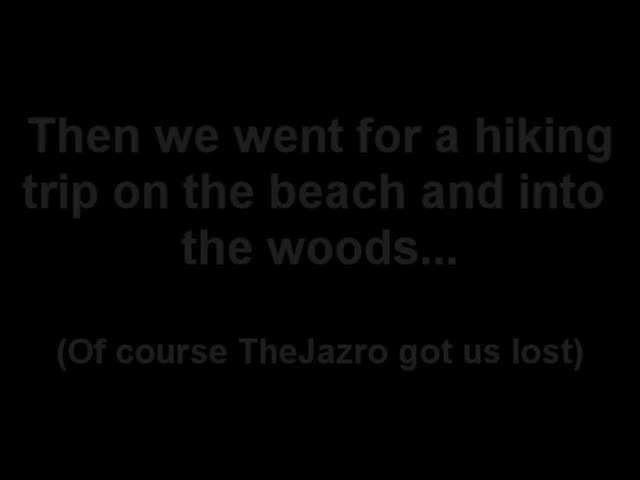 Then we went for a hiking
trip on the beach and into
the woods...
(Of course TheJazro got us lost)